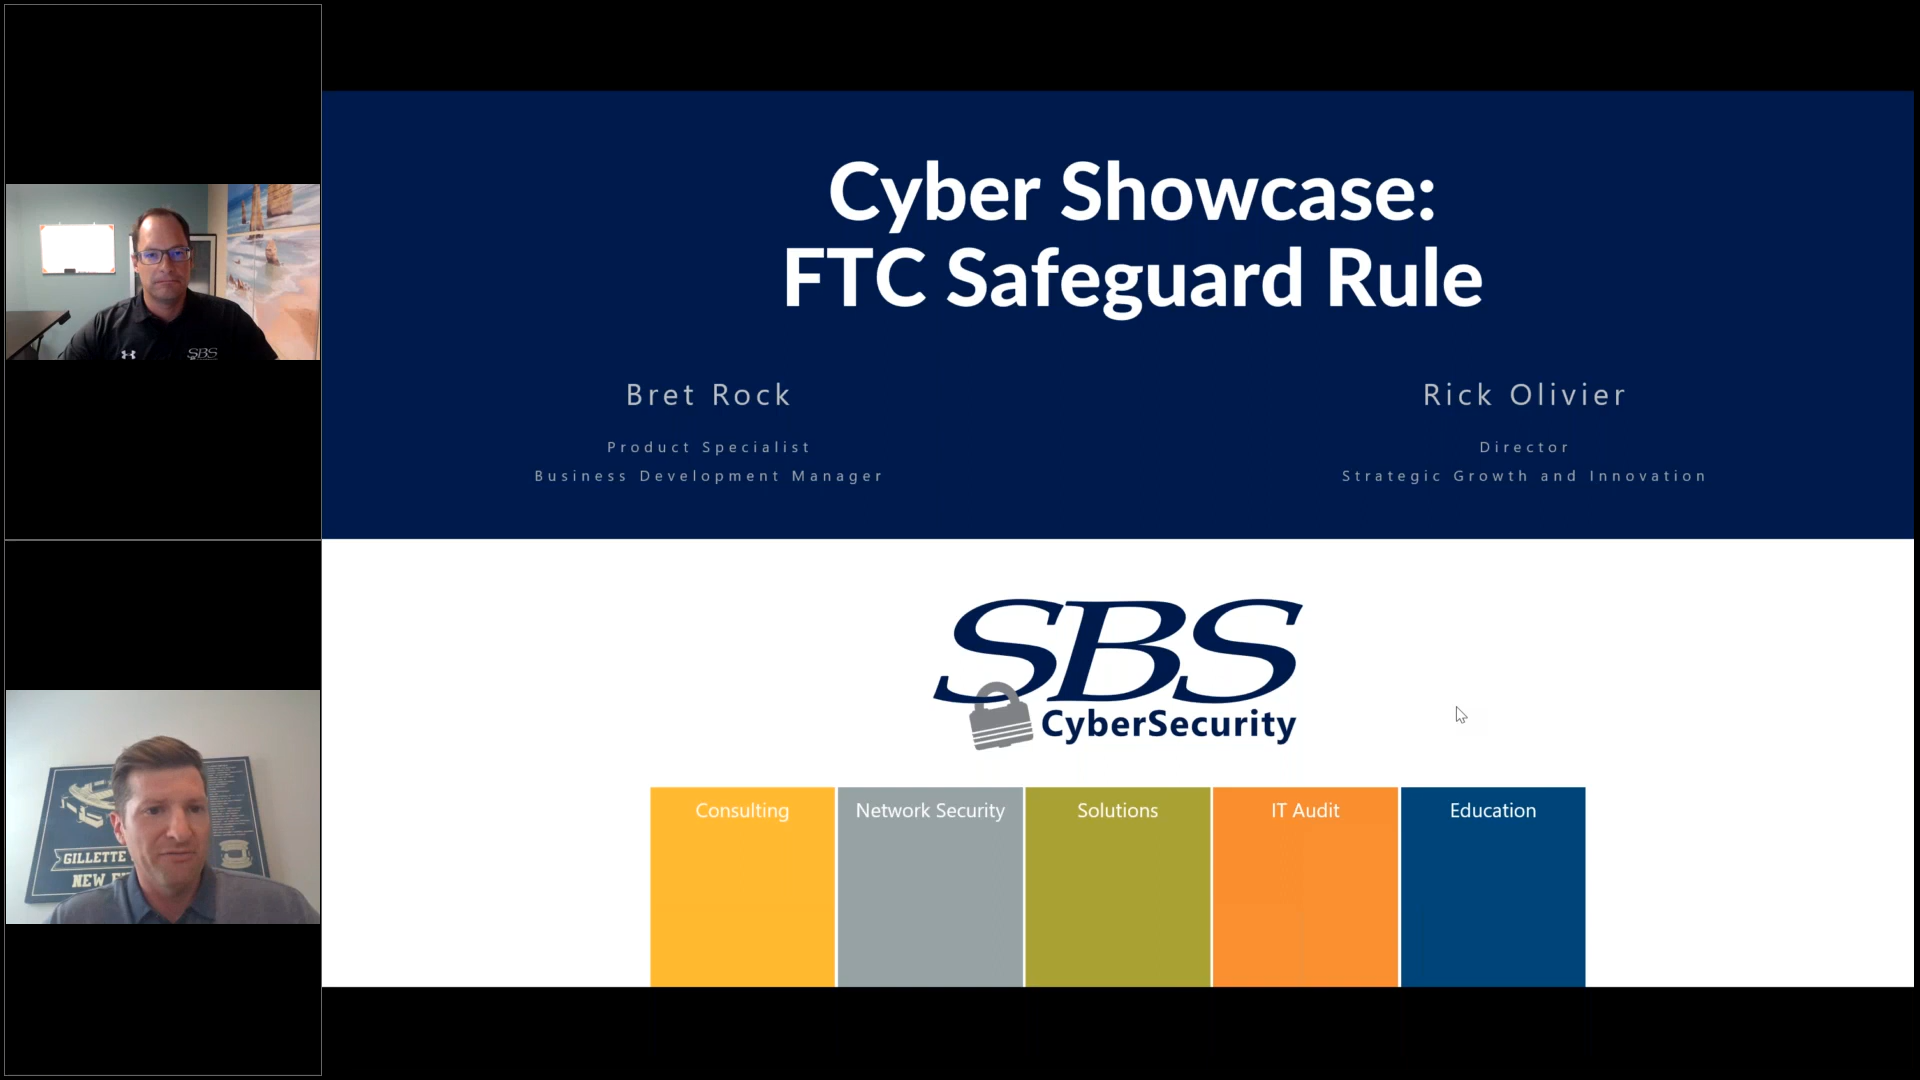 SBS
GILLETTE
Cyber Showcase:
FTC Safeguard Rule
Bret Rock
Product Specialist
Business Development Manager
Rick Olivier
Director
Strategic Growth and Innovation
SBS
CyberSecurity
Consulting
Network Security
Solutions
IT Audit
Education